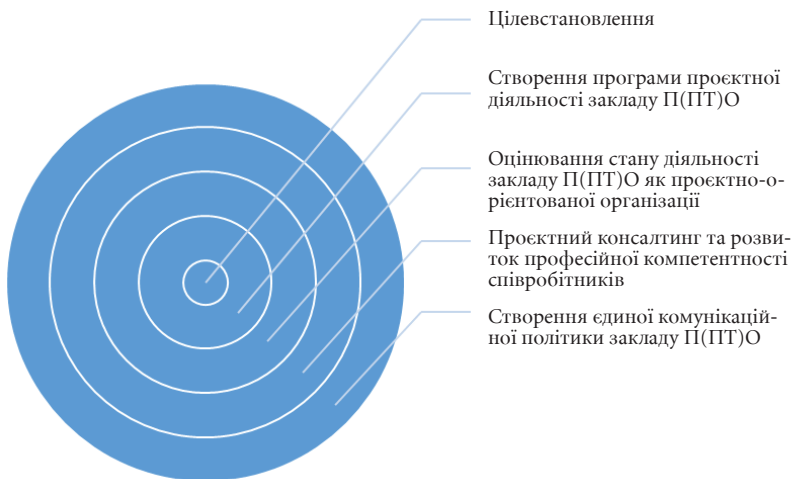 Цілевстановлення
Створення програми проєктної
діяльності закладу П(ПТ)О
Оцінювання стану діяльності
закладу П(ПТ)О як проєктно-о-
рієнтованої організації
Проєктний консалтинг та розви-
ток професійної компетентності
співробітників
Створення єдиної комунікацій-
ної політики закладу П(ПТ)О